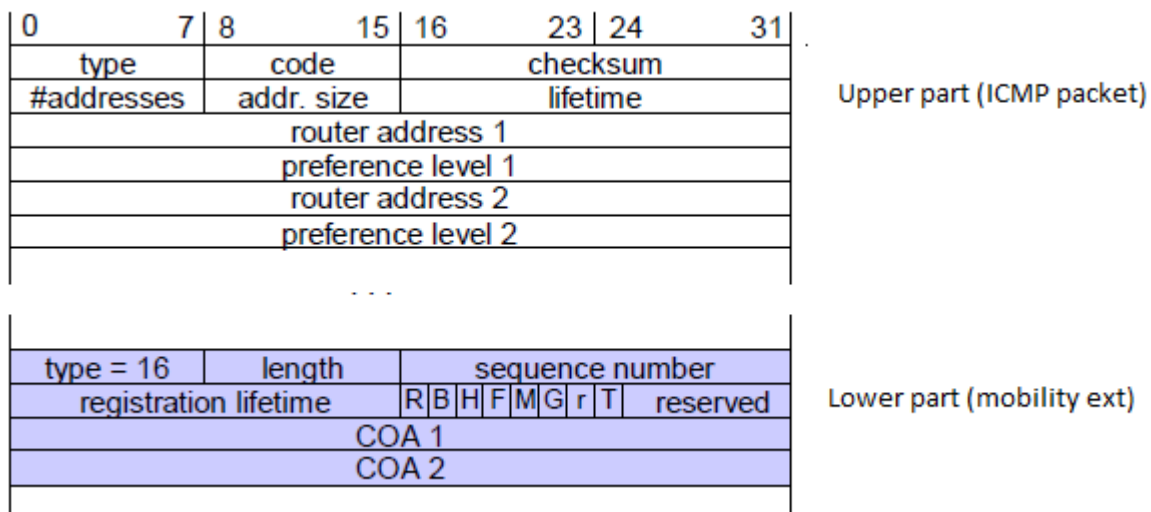 0 7 8 15 16 23 24 31
type code checksum
#addresses addr. size lifetime
Upper part (ICMP packet)
router address 1
preference level 1
router address 2
preference level 2
. . .
type = 16 length sequence number
registration lifetime R B H F M G r T reserved
Lower part (mobility ext)
COA 1
COA 2